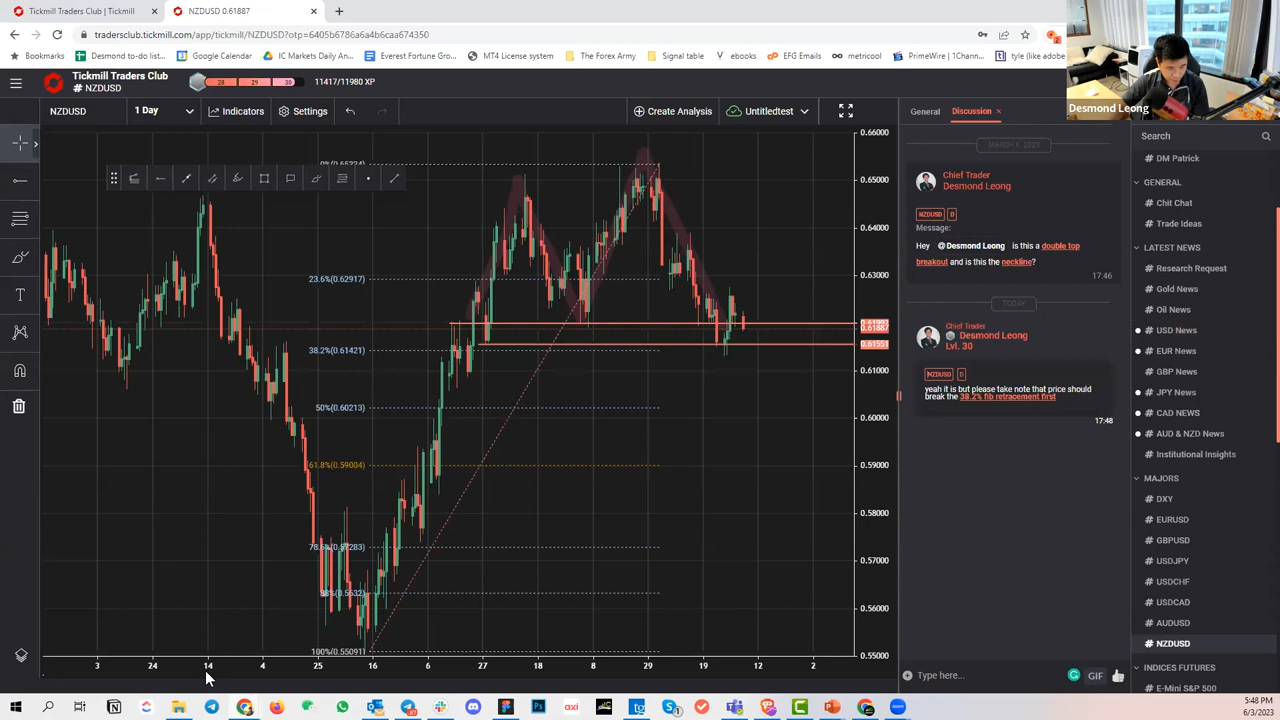 Tickmill Traders Club | Tickmill
NZDUSD 0.61887
tradersclub.tickmill.com/app/tickmill/NZDUSD?otp=6405b6786a6a4b6caa674350
Bookmarks
Desmond to-do list...
Google Calendar
IC Markets Daily An...
Everest Fortune Gro...
MT4 License system
The Forex Army
Signal table
ebooks
EFG Emails
metricool
PrimeWire | 1Chann...
tyle (like adobe
Desmond Leong
Tickmill Traders Club
# NZDUSD
28 29 30
11417/11980 XP
NZDUSD
1 Day
Indicators
Settings
Create Analysis
Untitledtest
General
Discussion
Search
0.66000
0.65000
0.64000
0.63000
0.61887
0.61551
0.61000
0.60000
0.59000
0.58000
0.57000
0.56000
0.55000
23.6%(0.62917)
38.2%(0.61421)
50%(0.60213)
61.8%(0.59004)
100%(0.55091)
3 24 14 4 25 16 6 27 18 8 29 19 12 2
MARCH 6, 2023
Chief Trader
Desmond Leong
NZDUSD D
Message:
Hey @Desmond Leong is this a double top
breakout and is this the neckline?
17:46
TODAY
Chief Trader
Desmond Leong
Lvl. 30
NZDUSD D
yeah it is but please take note that price should
break the 38.2% fib retracement first
17:48
Type here...
GIF
DM Patrick
GENERAL
# Chit Chat
# Trade Ideas
LATEST NEWS
# Research Request
# Gold News
# Oil News
# USD News
# EUR News
# GBP News
# JPY News
# CAD NEWS
# AUD & NZD News
# Institutional Insights
MAJORS
# DXY
# EURUSD
# GBPUSD
# USDJPY
# USDCHF
# USDCAD
# AUDUSD
# NZDUSD
INDICES FUTURES
# E-Mini S&P 500
5:48 PM
6/3/2023